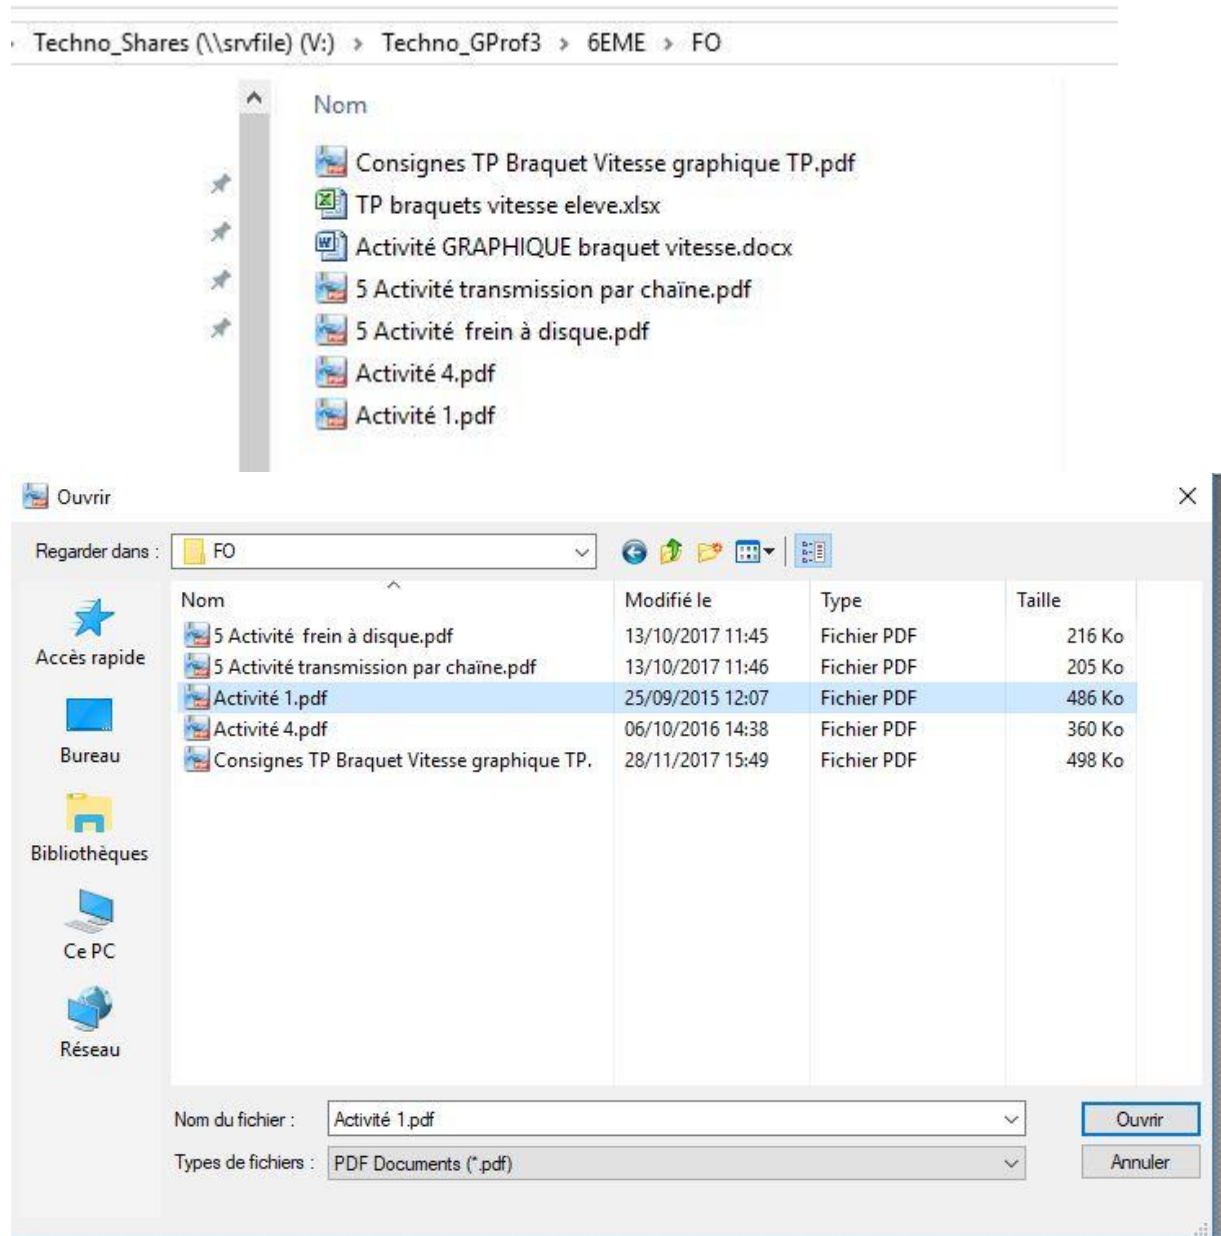 Techno_Shares (\\srvfile) (V:) > Techno_GProf3 > 6EME > FO
Nom
Consignes TP Braquet Vitesse graphique TP.pdf
TP braquets vitesse eleve.xlsx
Activité GRAPHIQUE braquet vitesse.docx
5 Activité transmission par chaîne.pdf
5 Activité  frein à disque.pdf
Activité 4.pdf
Activité 1.pdf
Ouvrir
Regarder dans : FO
Nom Modifié le Type Taille
5 Activité  frein à disque.pdf 13/10/2017 11:45 Fichier PDF 216 Ko
5 Activité transmission par chaîne.pdf 13/10/2017 11:46 Fichier PDF 205 Ko
Activité 1.pdf 25/09/2015 12:07 Fichier PDF 486 Ko
Activité 4.pdf 06/10/2016 14:38 Fichier PDF 360 Ko
Consignes TP Braquet Vitesse graphique TP. 28/11/2017 15:49 Fichier PDF 498 Ko
Accès rapide
Bureau
Bibliothèques
Ce PC
Réseau
Nom du fichier : Activité 1.pdf Ouvrir
Types de fichiers : PDF Documents (*.pdf) Annuler